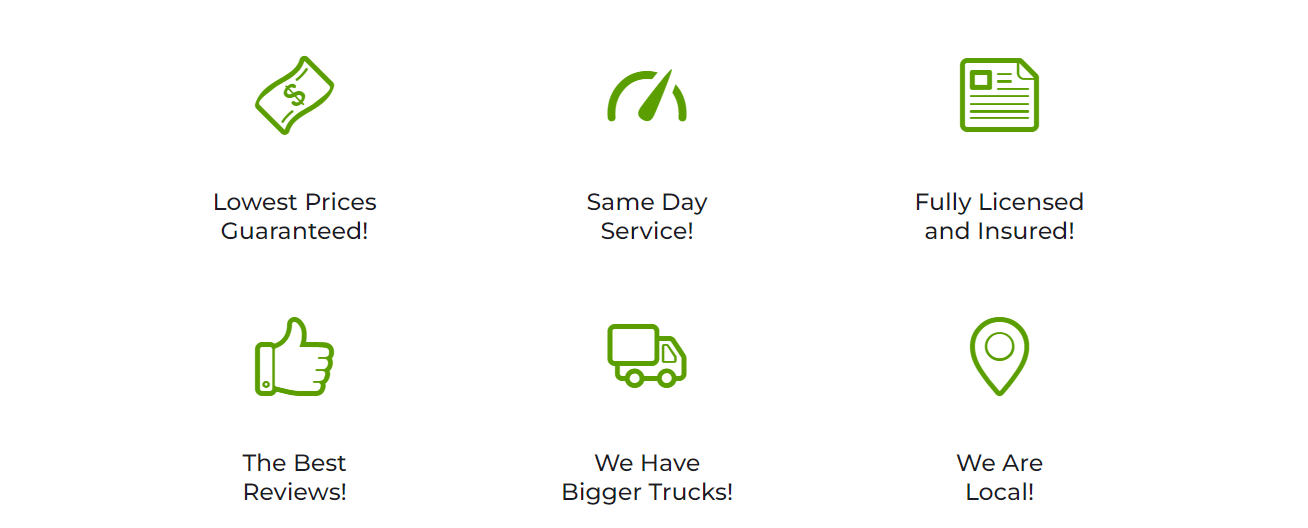 $
Lowest Prices
Guaranteed!
Same Day
Service!
Fully Licensed
and Insured!
The Best
Reviews!
We Have
Bigger Trucks!
We Are
Local!